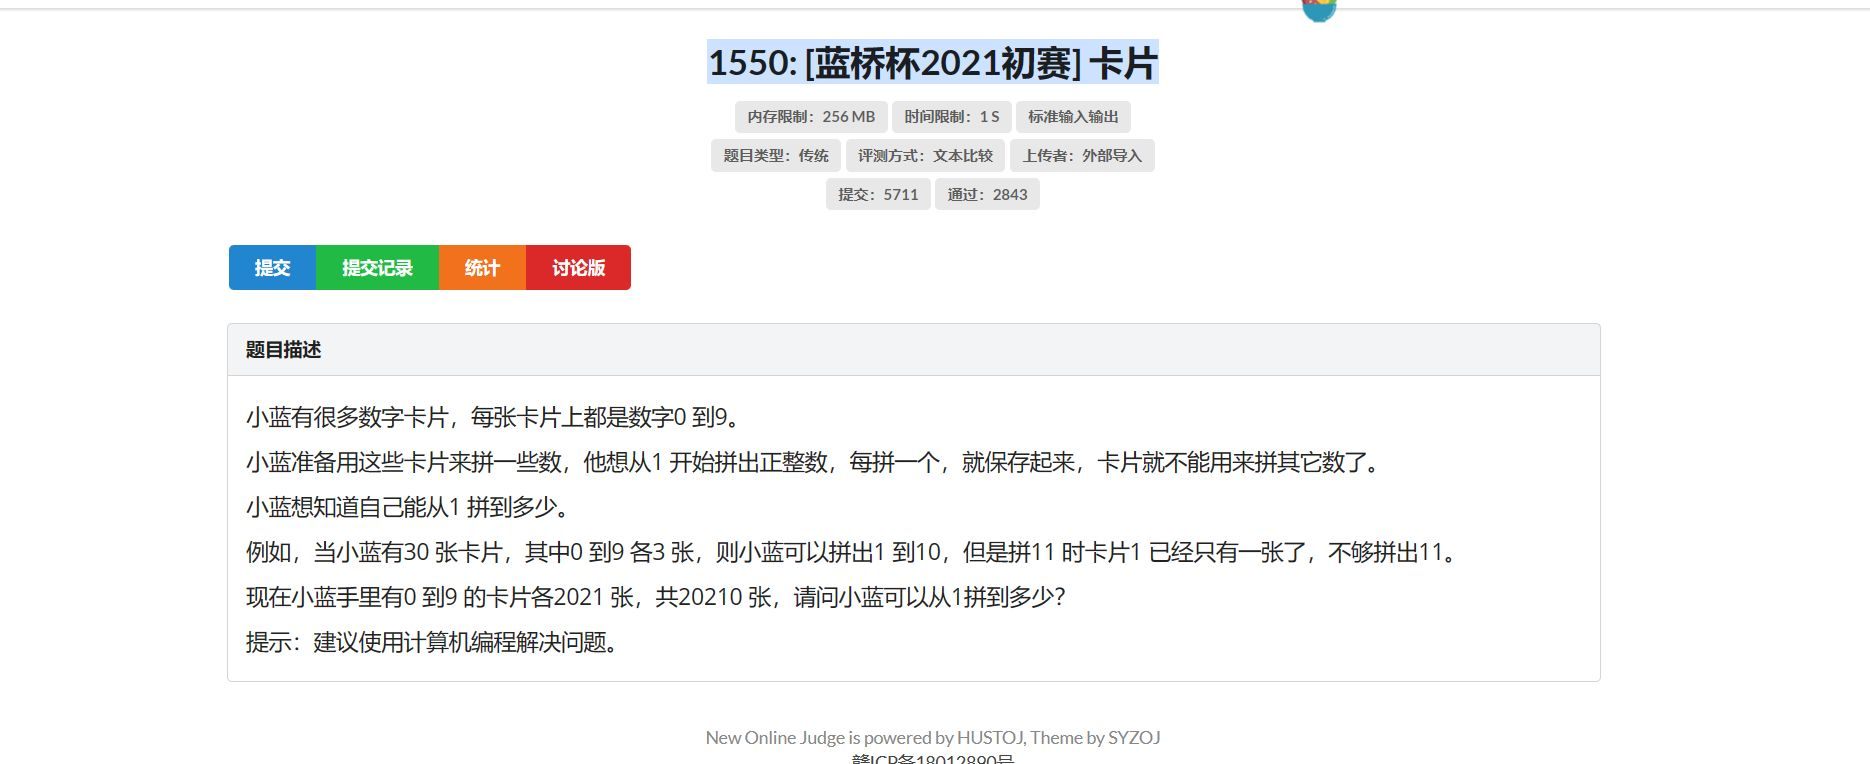 1550: [蓝桥杯2021初赛] 卡片
内存限制：256 MB 时间限制：1 S 标准输入输出
题目类型：传统 评测方式：文本比较 上传者：外部导入
提交：5711 通过：2843
提交 提交记录 统计 讨论版
题目描述
小蓝有很多数字卡片，每张卡片上都是数字0 到9。
小蓝准备用这些卡片来拼一些数，他想从1 开始拼出正整数，每拼一个，就保存起来，卡片就不能用来拼其它数了。
小蓝想知道自己能从1 拼到多少。
例如，当小蓝有30 张卡片，其中0 到9 各3 张，则小蓝可以拼出1 到10，但是拼11 时卡片1 已经只有一张了，不够拼出11。
现在小蓝手里有0 到9 的卡片各2021 张，共20210 张，请问小蓝可以从1拼到多少？
提示：建议使用计算机编程解决问题。
New Online Judge is powered by HUSTOJ, Theme by SYZOJ
赣ICP备18012890号